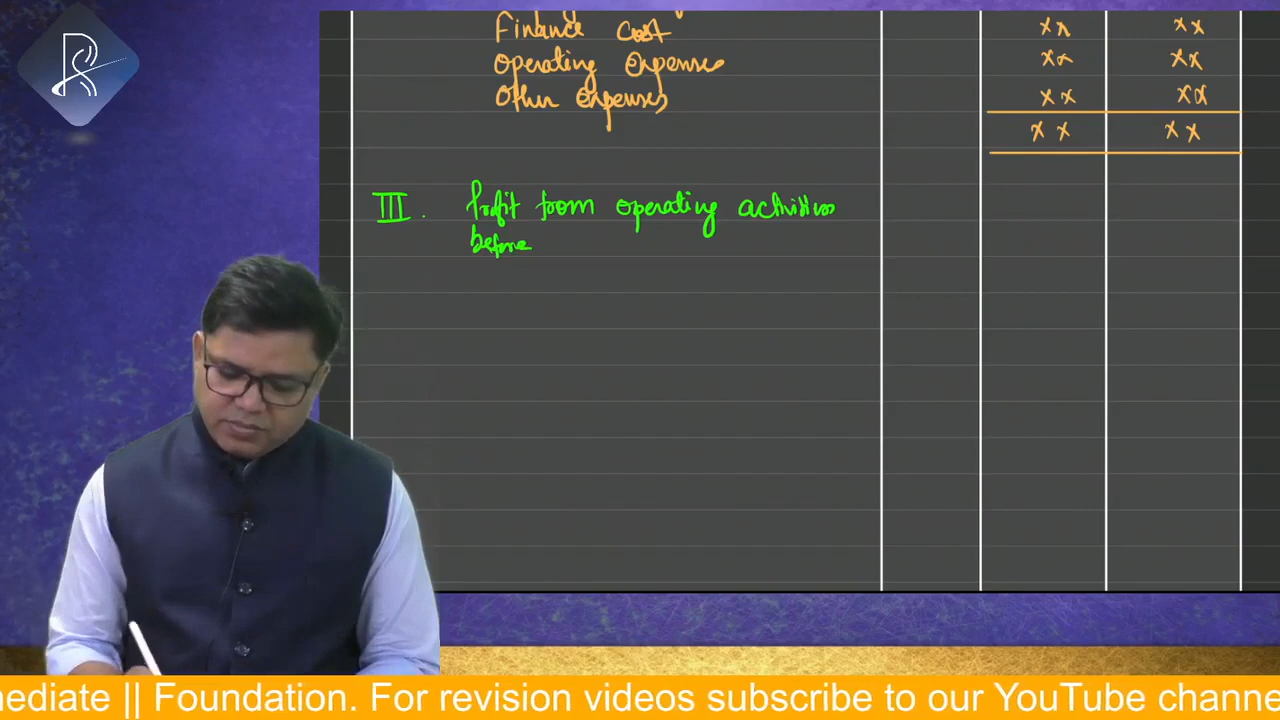 Finance Cost xx xx
Operating Expenses xx xx
Other expenses xx xx
xx xx
III. Profit from operating activities
before
mediate || Foundation. For revision videos subscribe to our YouTube channe